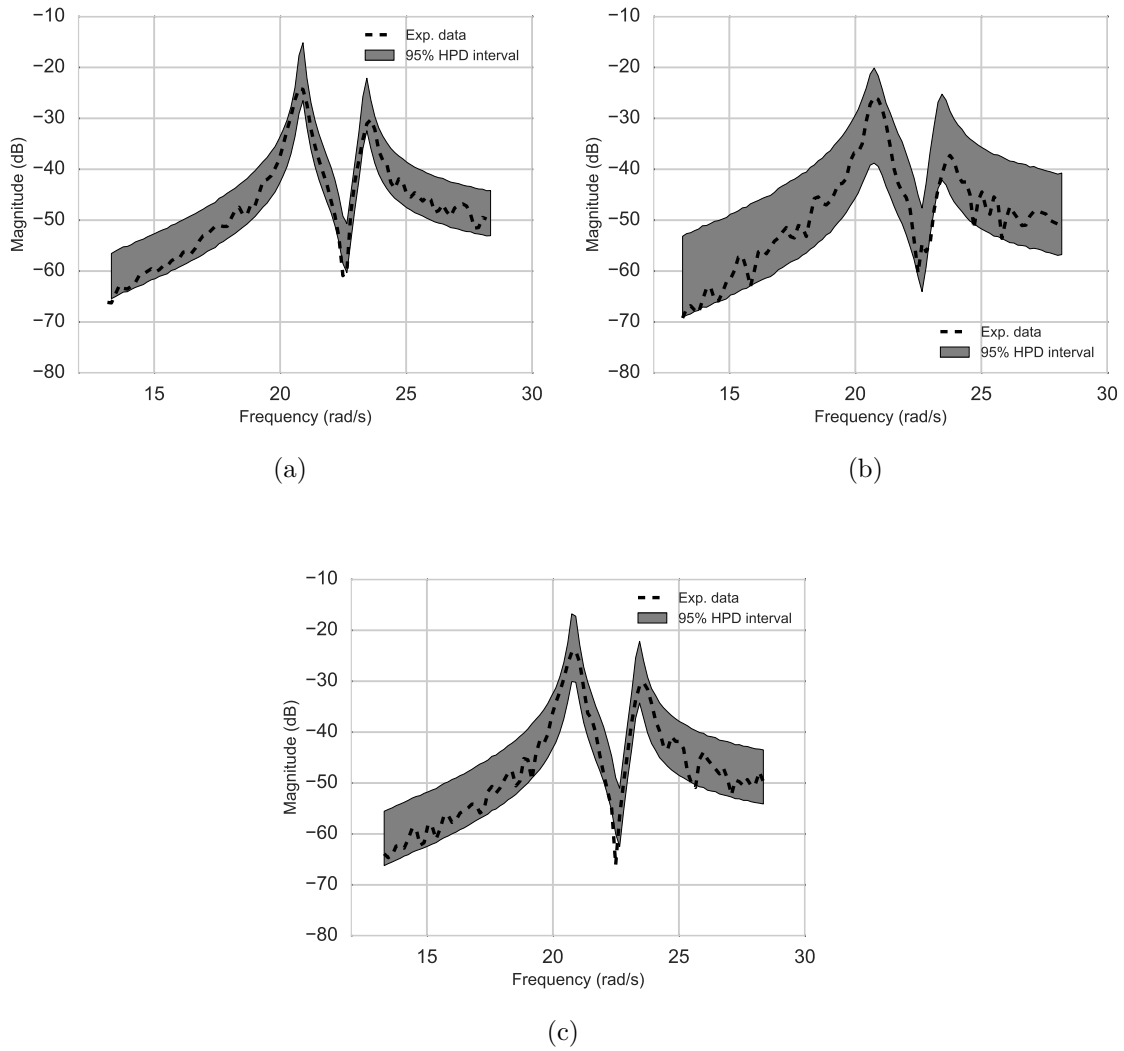 −10
−20
−30
−40
−50
−60
−70
−80
Magnitude (dB)
15
20
25
30
Frequency (rad/s)
Exp. data
95% HPD interval
(a)
−10
−20
−30
−40
−50
−60
−70
−80
Magnitude (dB)
15
20
25
30
Frequency (rad/s)
Exp. data
95% HPD interval
(b)
−10
−20
−30
−40
−50
−60
−70
−80
Magnitude (dB)
15
20
25
30
Frequency (rad/s)
Exp. data
95% HPD interval
(c)